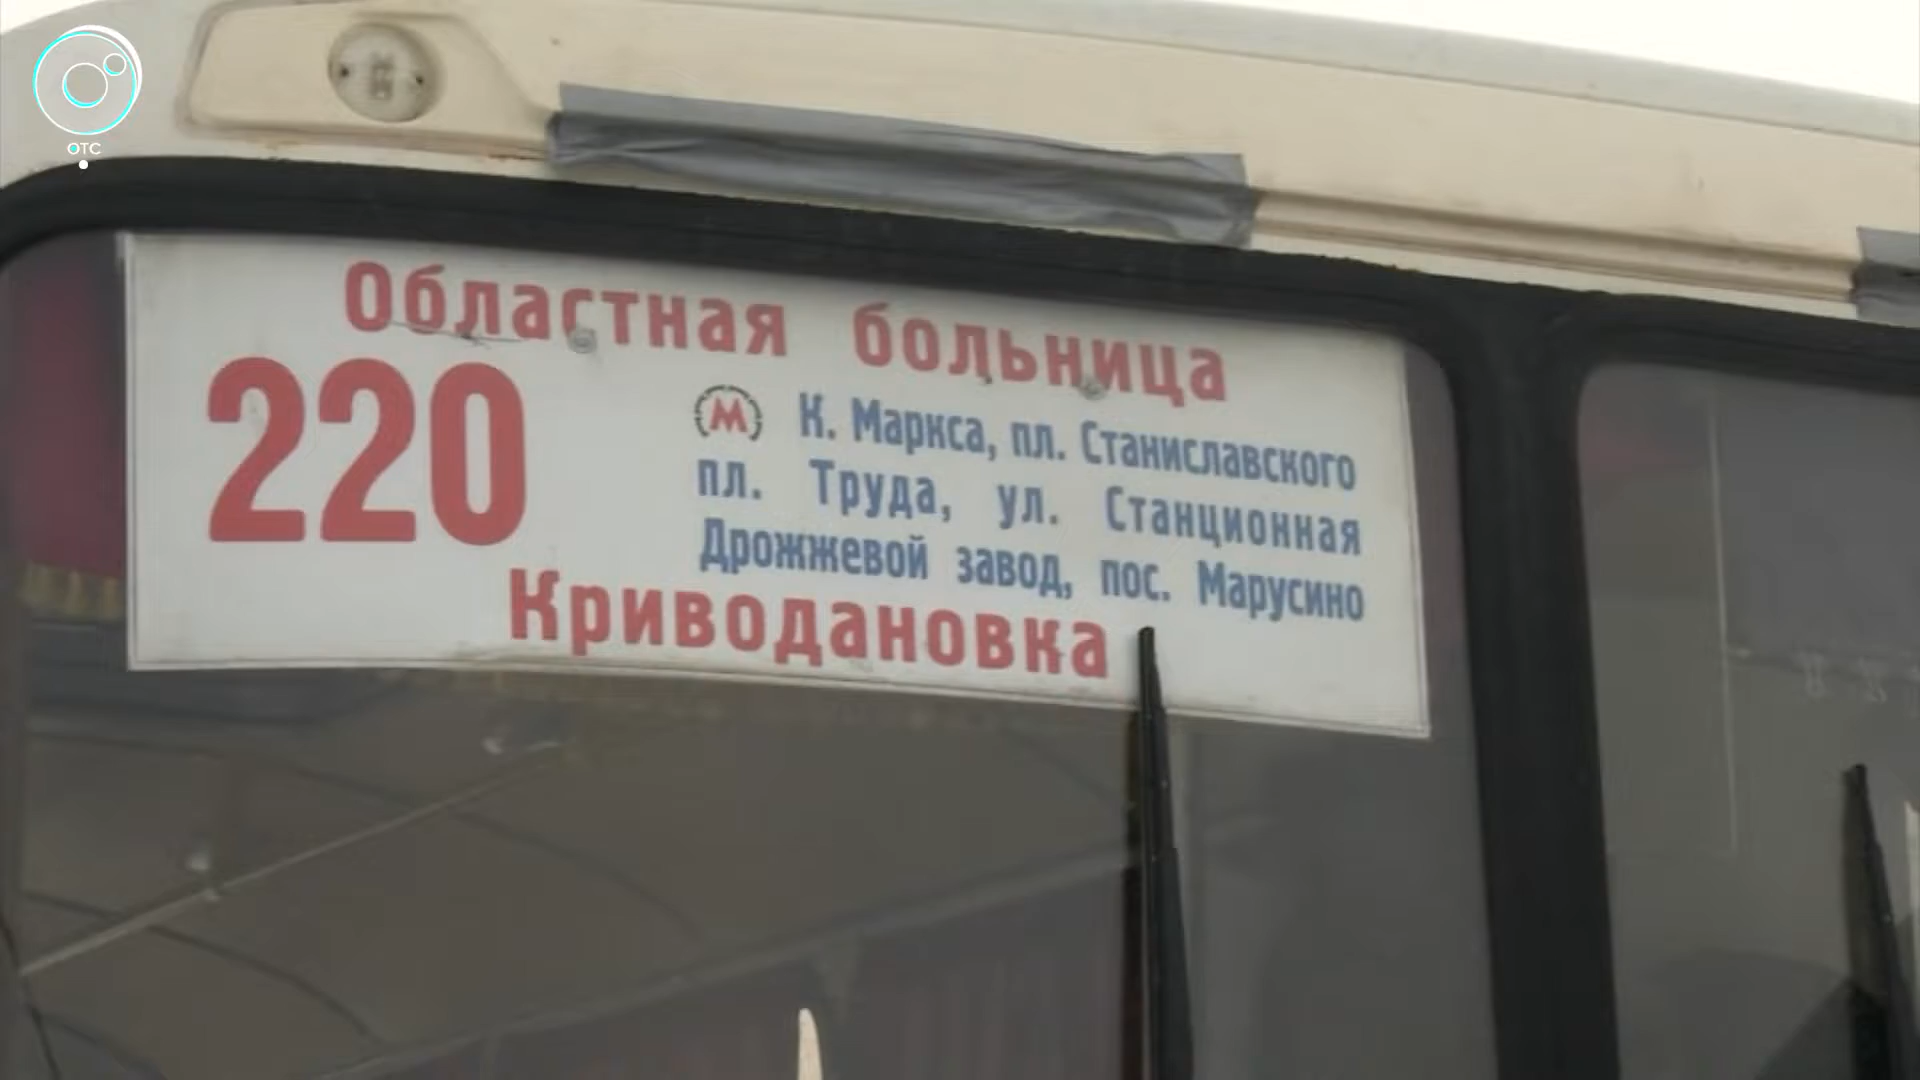 ОТС
Областная больница
220
М К. Маркса, пл. Станиславского
пл. Труда, ул. Станционная
Дрожжевой завод, пос. Марусино
Криводановка